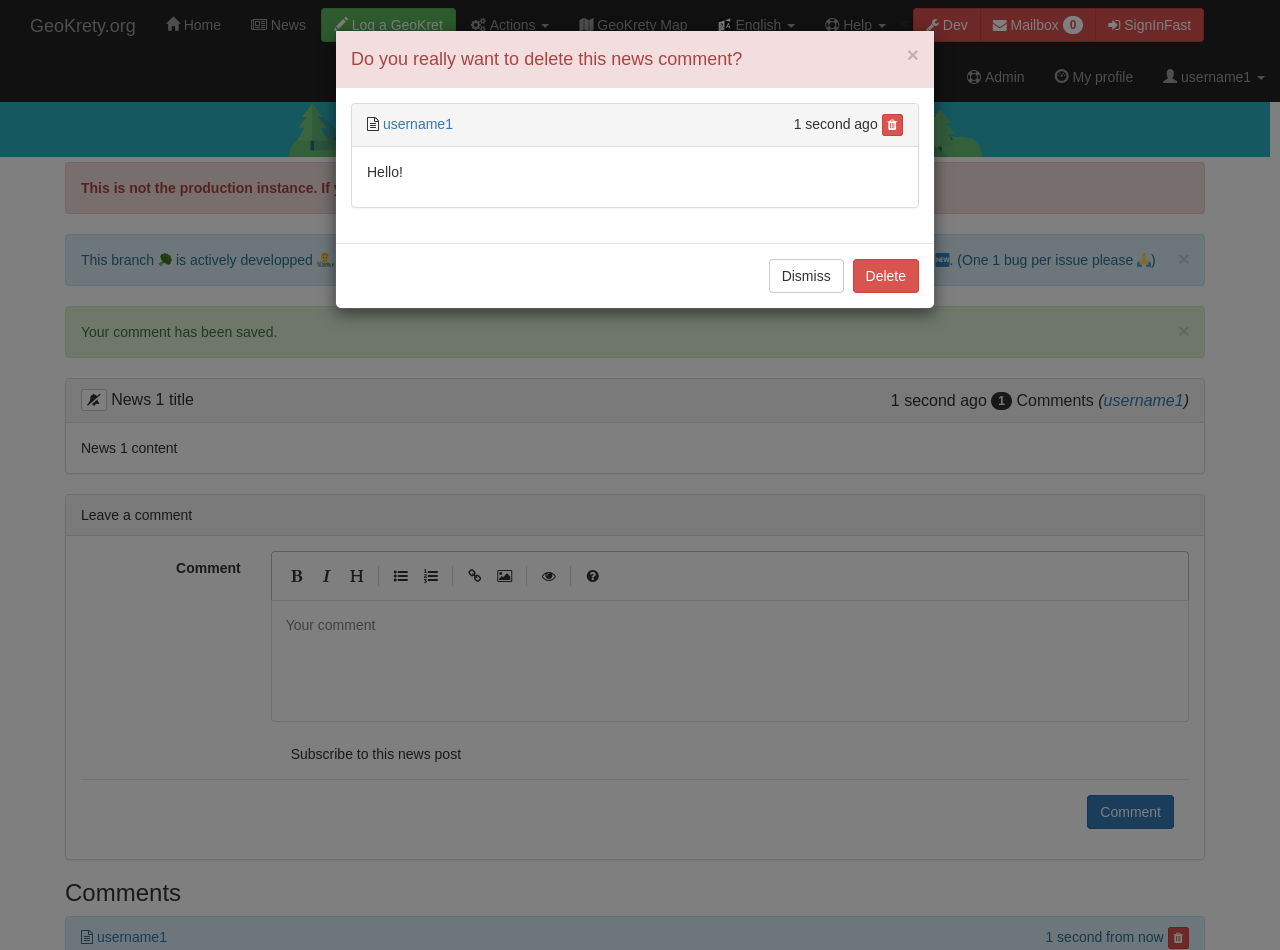 GeoKrety.org Home News Log a GeoKret Actions GeoKrety Map English Help Dev Mailbox 0 SignInFast
Admin My profile username1
Do you really want to delete this news comment? ×
username1 1 second ago
Hello!
Dismiss Delete
This is not the production instance. If
This branch 🥦 is actively developped
. (One 1 bug per issue please 🙏) ×
Your comment has been saved. ×
News 1 title 1 second ago 1 Comments (username1)
News 1 content
Leave a comment
Comment
Your comment
Subscribe to this news post
Comment
Comments
username1 1 second from now